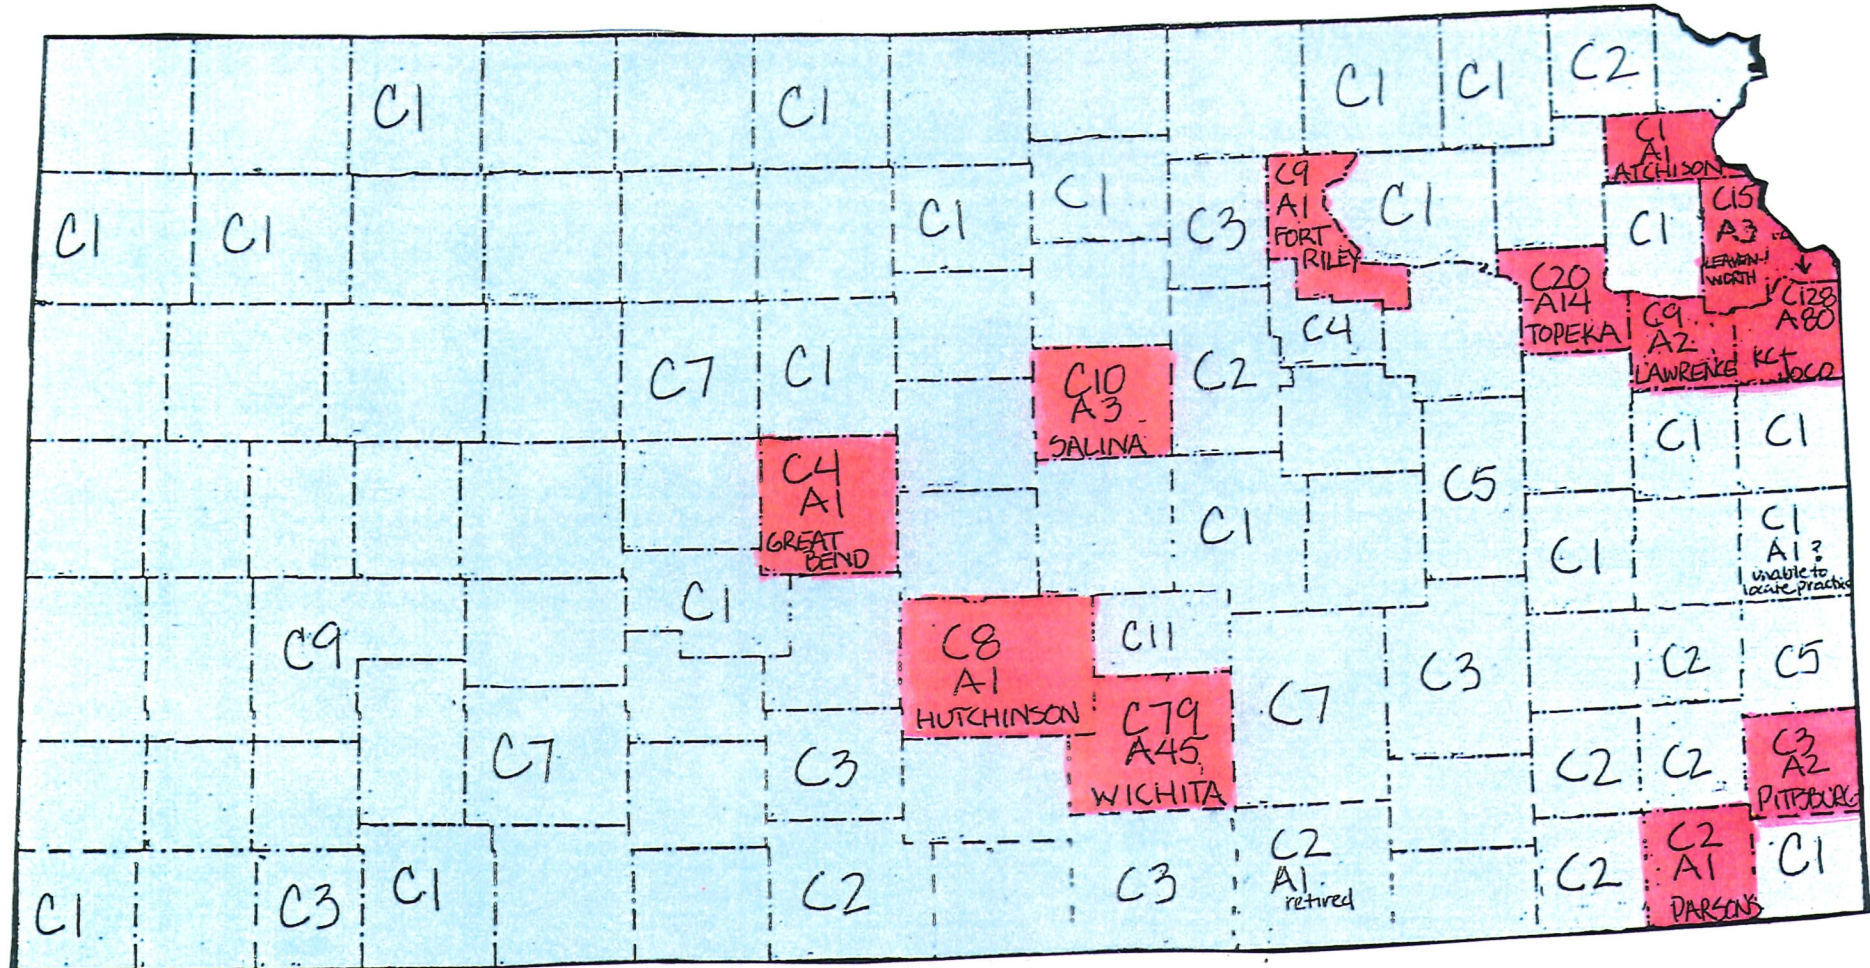 C1
C1
C1
C1
C2
C1
A1
ATCHISON
C1
C1
C1
C1
C3
C9
A1
FORT
RILEY
C1
C1
C15
A3
LEAVEN-
WORTH
C20
A14
TOPEKA
C9
A2
LAWRENCE
C128
A80
KC+
JOCO
C7
C1
C10
A3
SALINA
C2
C4
C1
C1
C4
A1
GREAT
BEND
C5
C1
C1
C1
A1?
unable to
locate practice
C9
C1
C8
A1
HUTCHINSON
C11
C7
C3
C2
C5
C7
C3
C79
A45
WICHITA
C2
C2
C3
A2
PITTSBURG
C1
C3
C1
C2
C3
C2
A1
retired
C2
C2
A1
PARSONS
C1